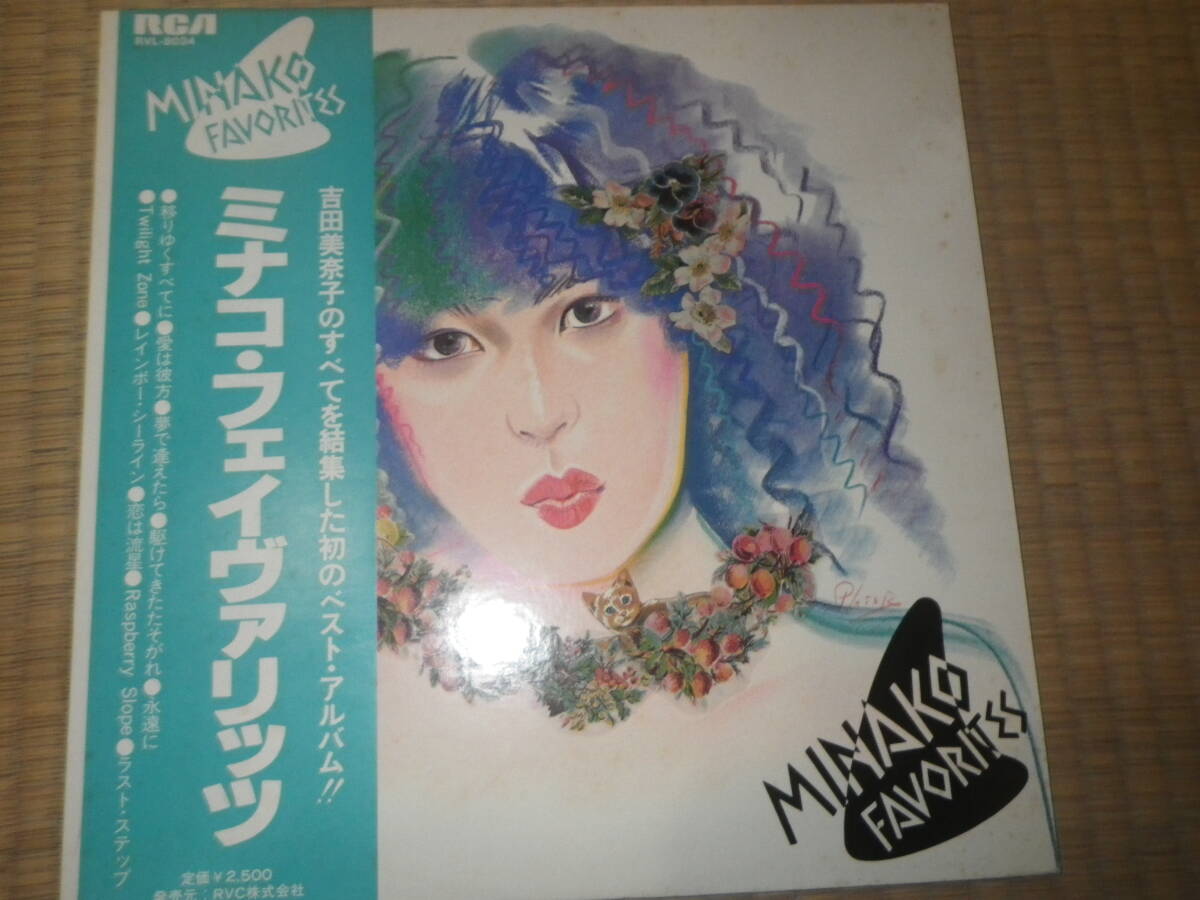 RCA
RVL-8034
MINAKO
FAVORITES
吉田美奈子のすべてを結集した初のベスト・アルバム!!
ミナコ・フェイヴァリッツ
●移りゆくすべてに●愛は彼方●夢で逢えたら●駆けてきたたそがれ●永遠に
●Twilight Zone●レインボー・シーライン●恋は流星●Raspberry Slope●ラスト・ステップ
定価¥2,500
発売元:RVC株式会社
MINAKO
FAVORITES